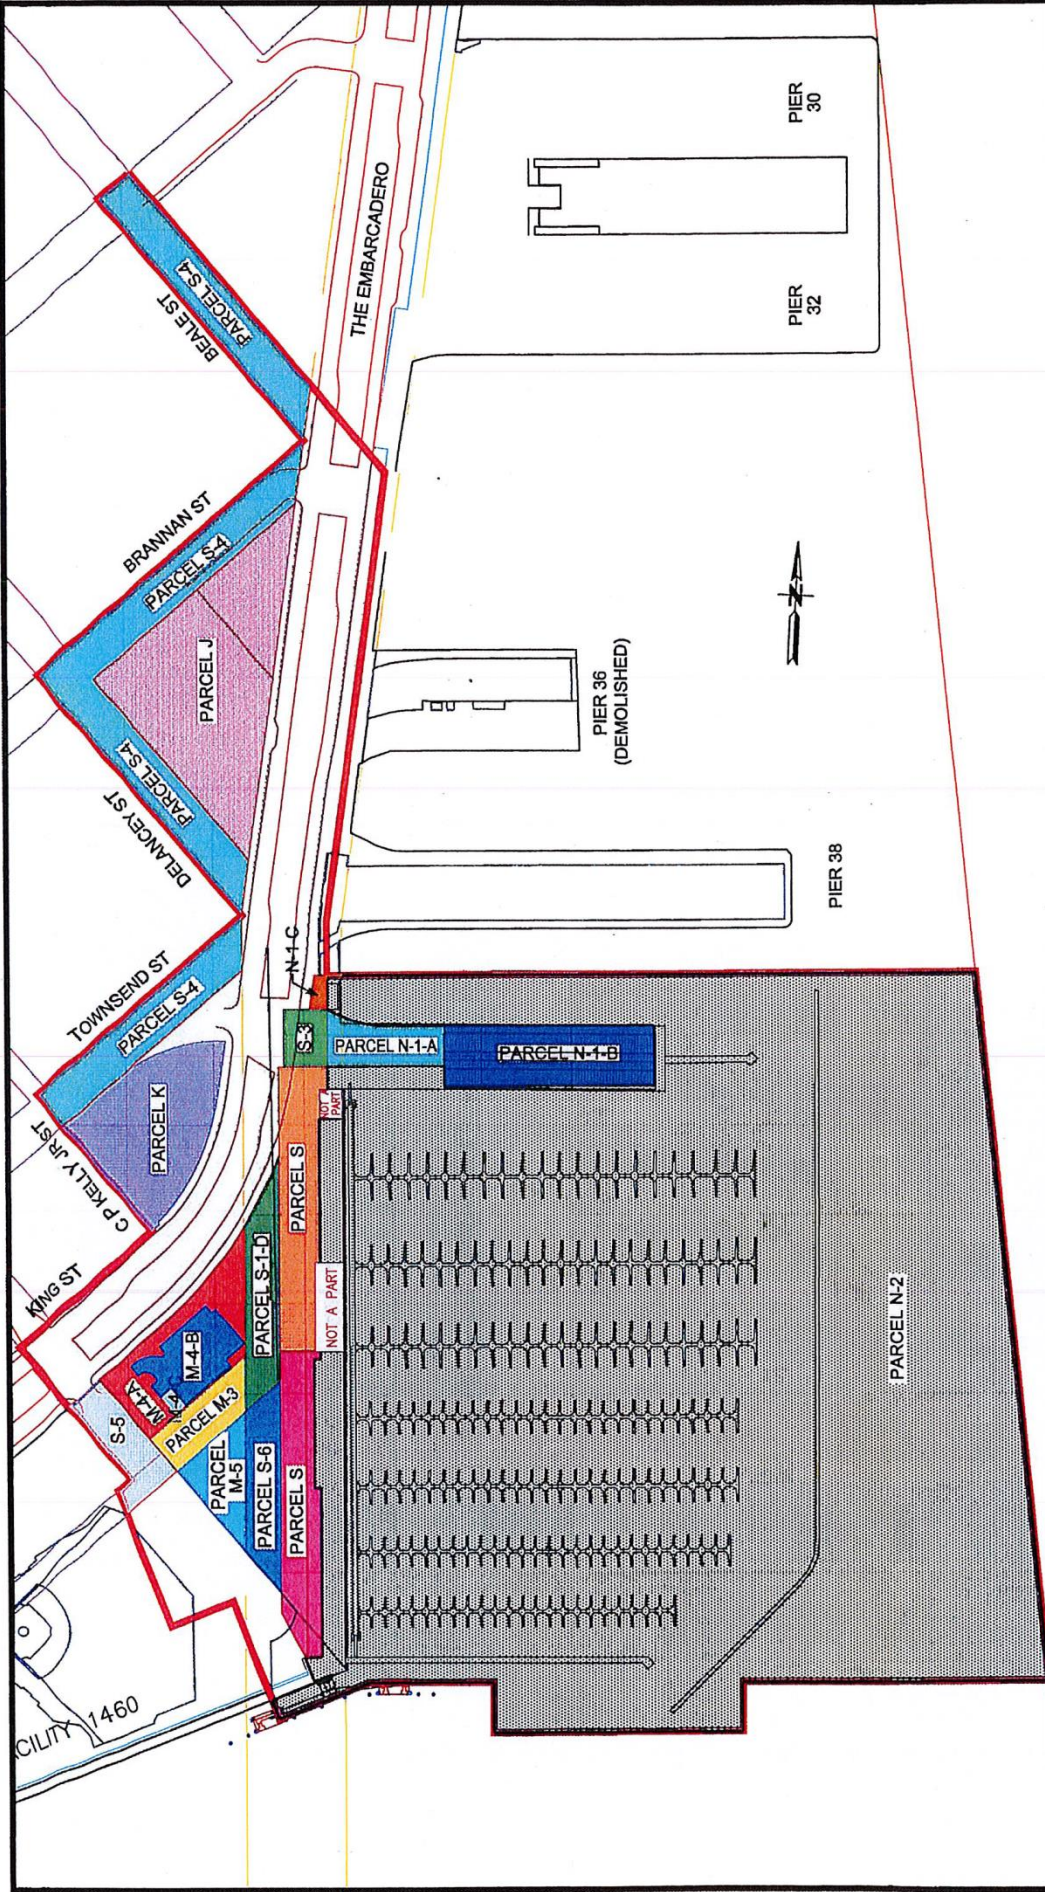 PIER
30
PIER
32
THE EMBARCADERO
PARCEL S-4
BEALE ST
BRANNAN ST
PARCEL S-4
PARCEL J
PARCEL S-4
DELANCEY ST
PIER 36
(DEMOLISHED)
N
PIER 38
TOWNSEND ST
PARCEL S-4
N-1-C
S-3
PARCEL N-1-A
PARCEL N-1-B
PARCEL K
C P KELLY JR ST
NOT A
PART
PARCEL S
KING ST
PARCEL S-1-D
NOT A PART
M-4-B
M-4-A
PARCEL M-3
S-5
PARCEL
M-5
PARCEL S-6
PARCEL S
PARCEL N-2
CILITY 1460